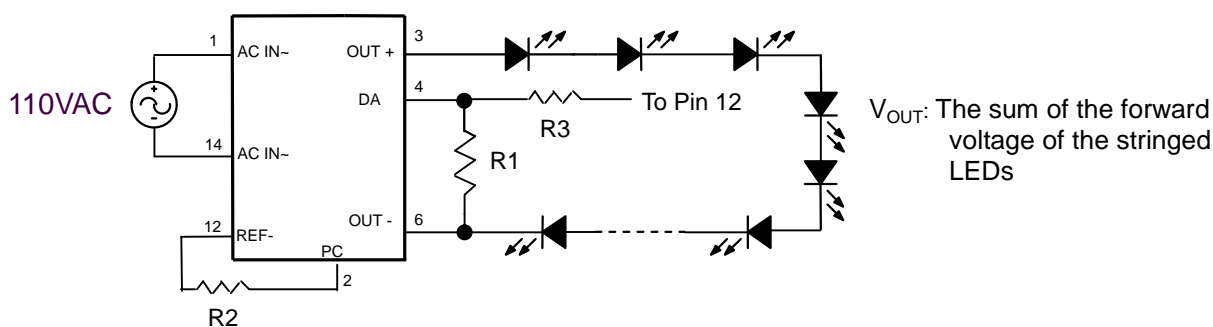 110VAC
1
AC IN~
14
AC IN~
12
REF-
PC
2
R2
OUT +
3
DA
4
OUT -
6
R1
R3
To Pin 12
V_OUT: The sum of the forward
voltage of the stringed
LEDs